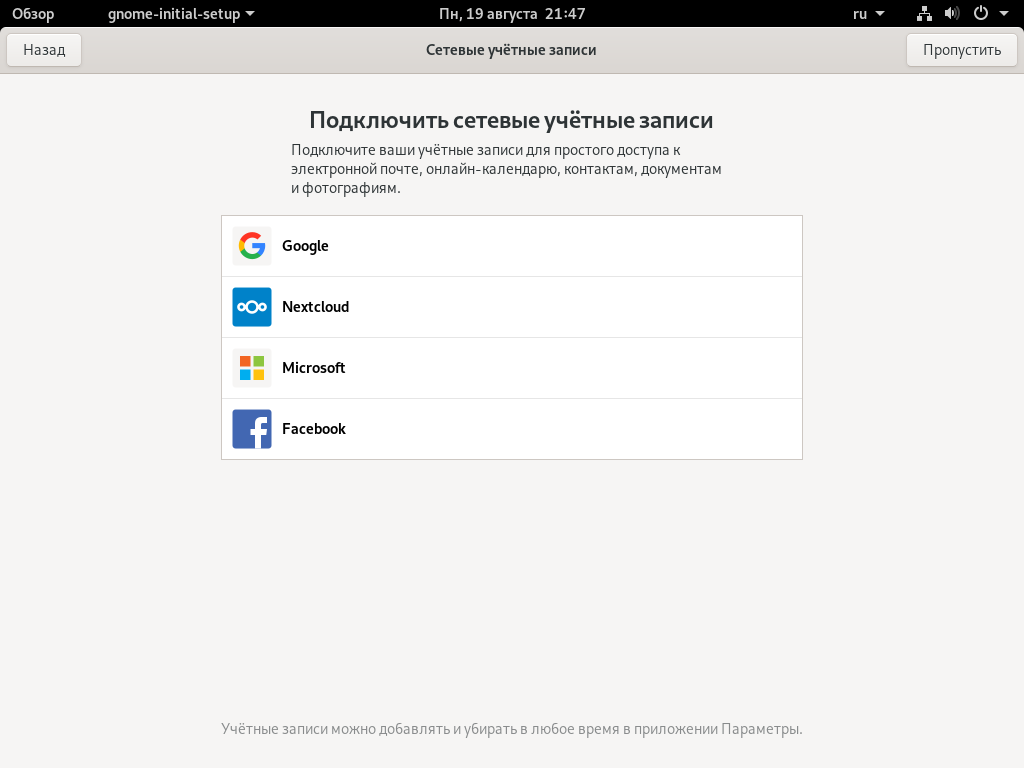 Обзор gnome-initial-setup Пн, 19 августа 21:47 ru
Назад Сетевые учётные записи Пропустить
Подключить сетевые учётные записи
Подключите ваши учётные записи для простого доступа к
электронной почте, онлайн-календарю, контактам, документам
и фотографиям.
Google
Nextcloud
Microsoft
Facebook
Учётные записи можно добавлять и убирать в любое время в приложении Параметры.